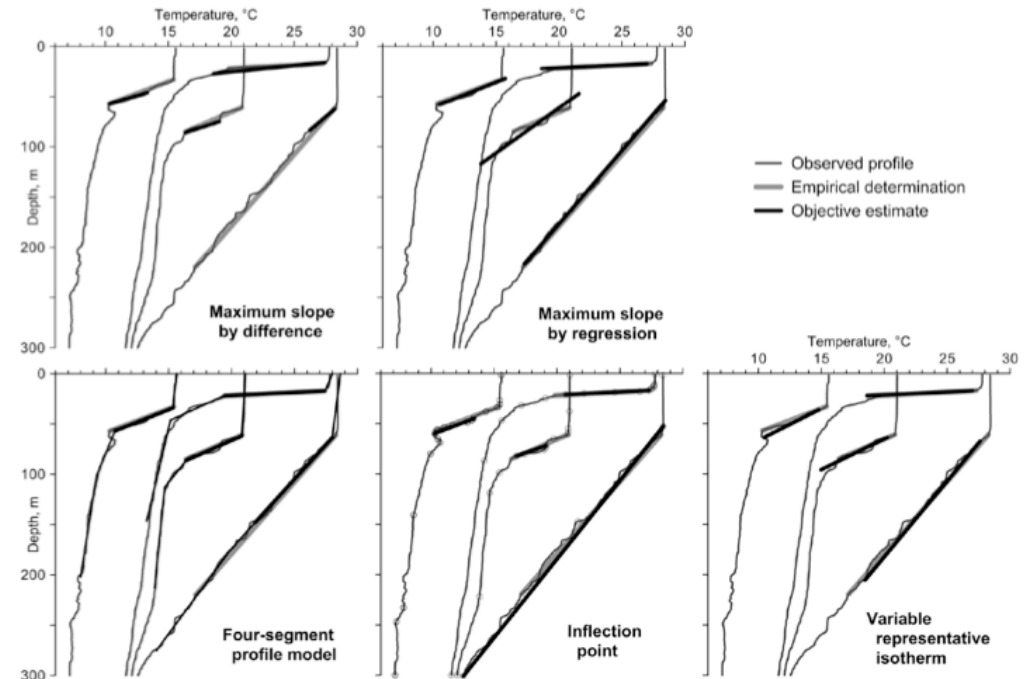 Temperature, °C
10 15 20 25 30
0
100
200
300
Depth, m
Maximum slope
by difference
Temperature, °C
10 15 20 25 30
Maximum slope
by regression
Observed profile
Empirical determination
Objective estimate
0
100
200
300
Depth, m
Four-segment
profile model
Inflection
point
Temperature, °C
10 15 20 25 30
Variable
representative
isotherm